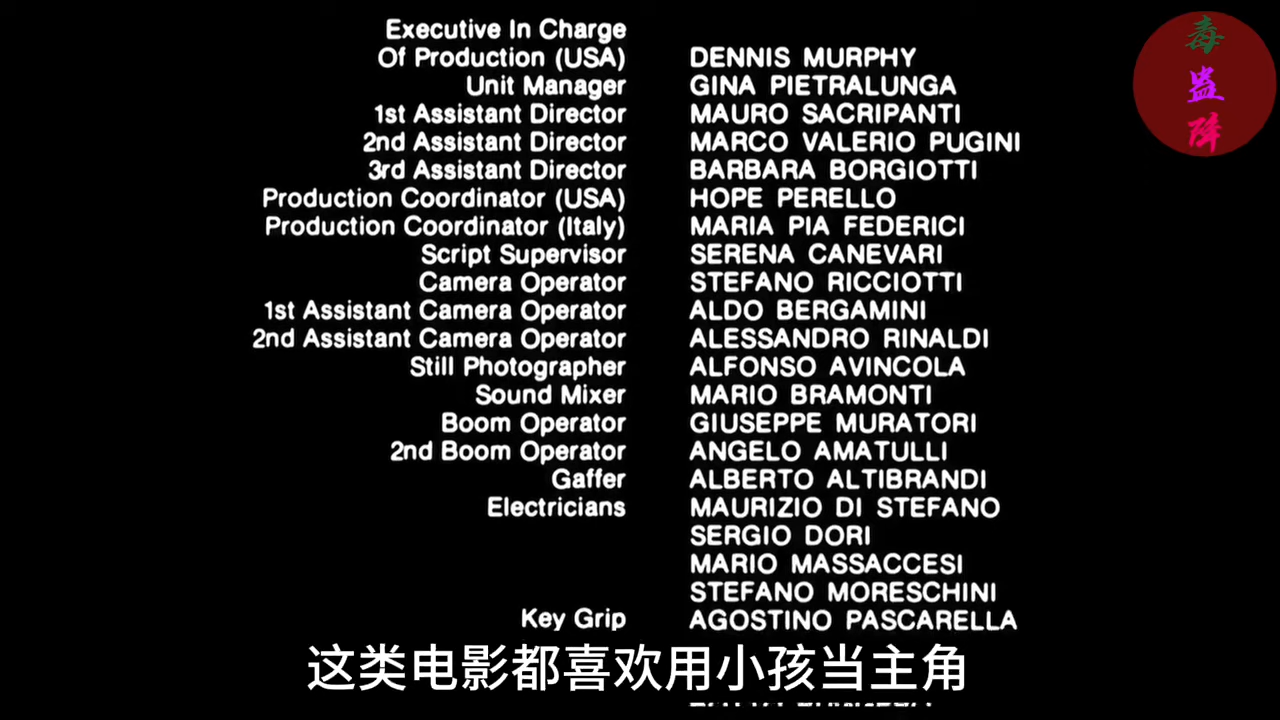 Executive In Charge
Of Production (USA) DENNIS MURPHY
Unit Manager GINA PIETRALUNGA
1st Assistant Director MAURO SACRIPANTI
2nd Assistant Director MARCO VALERIO PUGINI
3rd Assistant Director BARBARA BORGIOTTI
Production Coordinator (USA) HOPE PERELLO
Production Coordinator (Italy) MARIA PIA FEDERICI
Script Supervisor SERENA CANEVARI
Camera Operator STEFANO RICCIOTTI
1st Assistant Camera Operator ALDO BERGAMINI
2nd Assistant Camera Operator ALESSANDRO RINALDI
Still Photographer ALFONSO AVINCOLA
Sound Mixer MARIO BRAMONTI
Boom Operator GIUSEPPE MURATORI
2nd Boom Operator ANGELO AMATULLI
Gaffer ALBERTO ALTIBRANDI
Electricians MAURIZIO DI STEFANO
SERGIO DORI
MARIO MASSACCESI
STEFANO MORESCHINI
Key Grip AGOSTINO PASCARELLA
这类电影都喜欢用小孩当主角
毒
蛊
阵